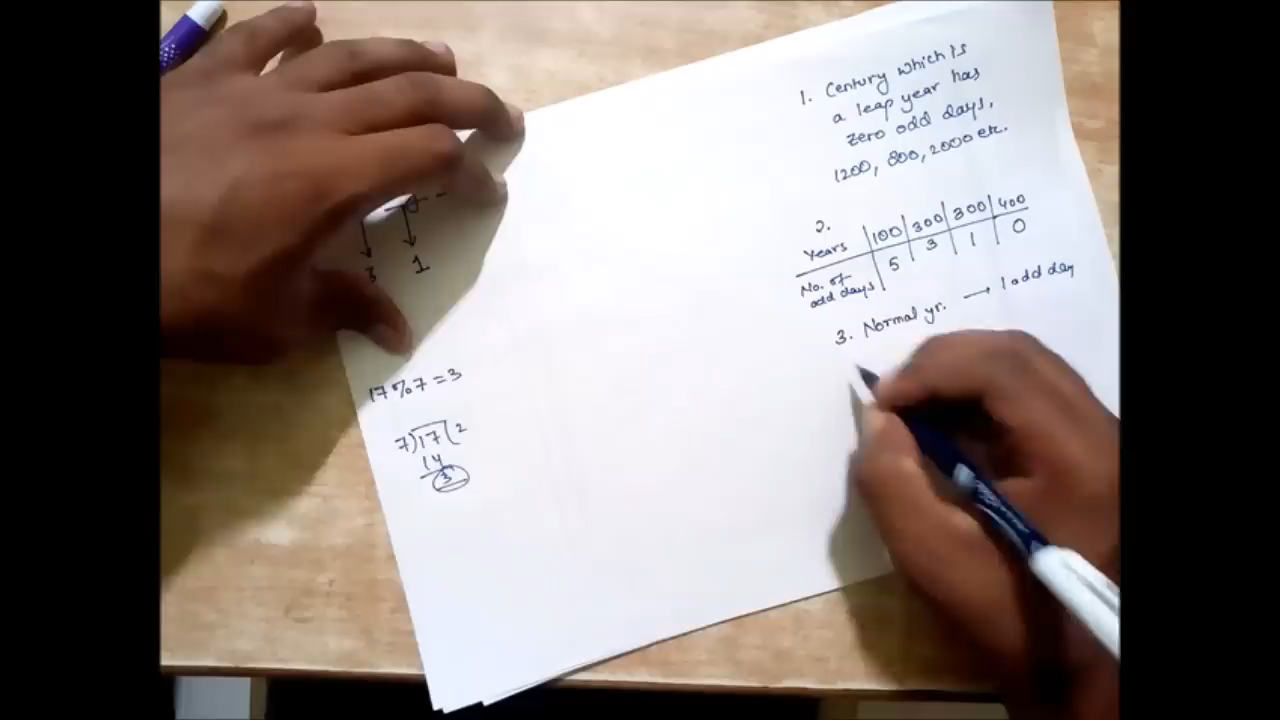 1. Century which is
a leap year has
zero odd days.
1200, 800, 2000 etc.
2.
Years | 100 | 300 | 300 | 400
No. of odd days | 5 | 3 | 1 | 0
3. Normal yr. → 1 odd day
3 1
17%7=3
7)17(2
14
3